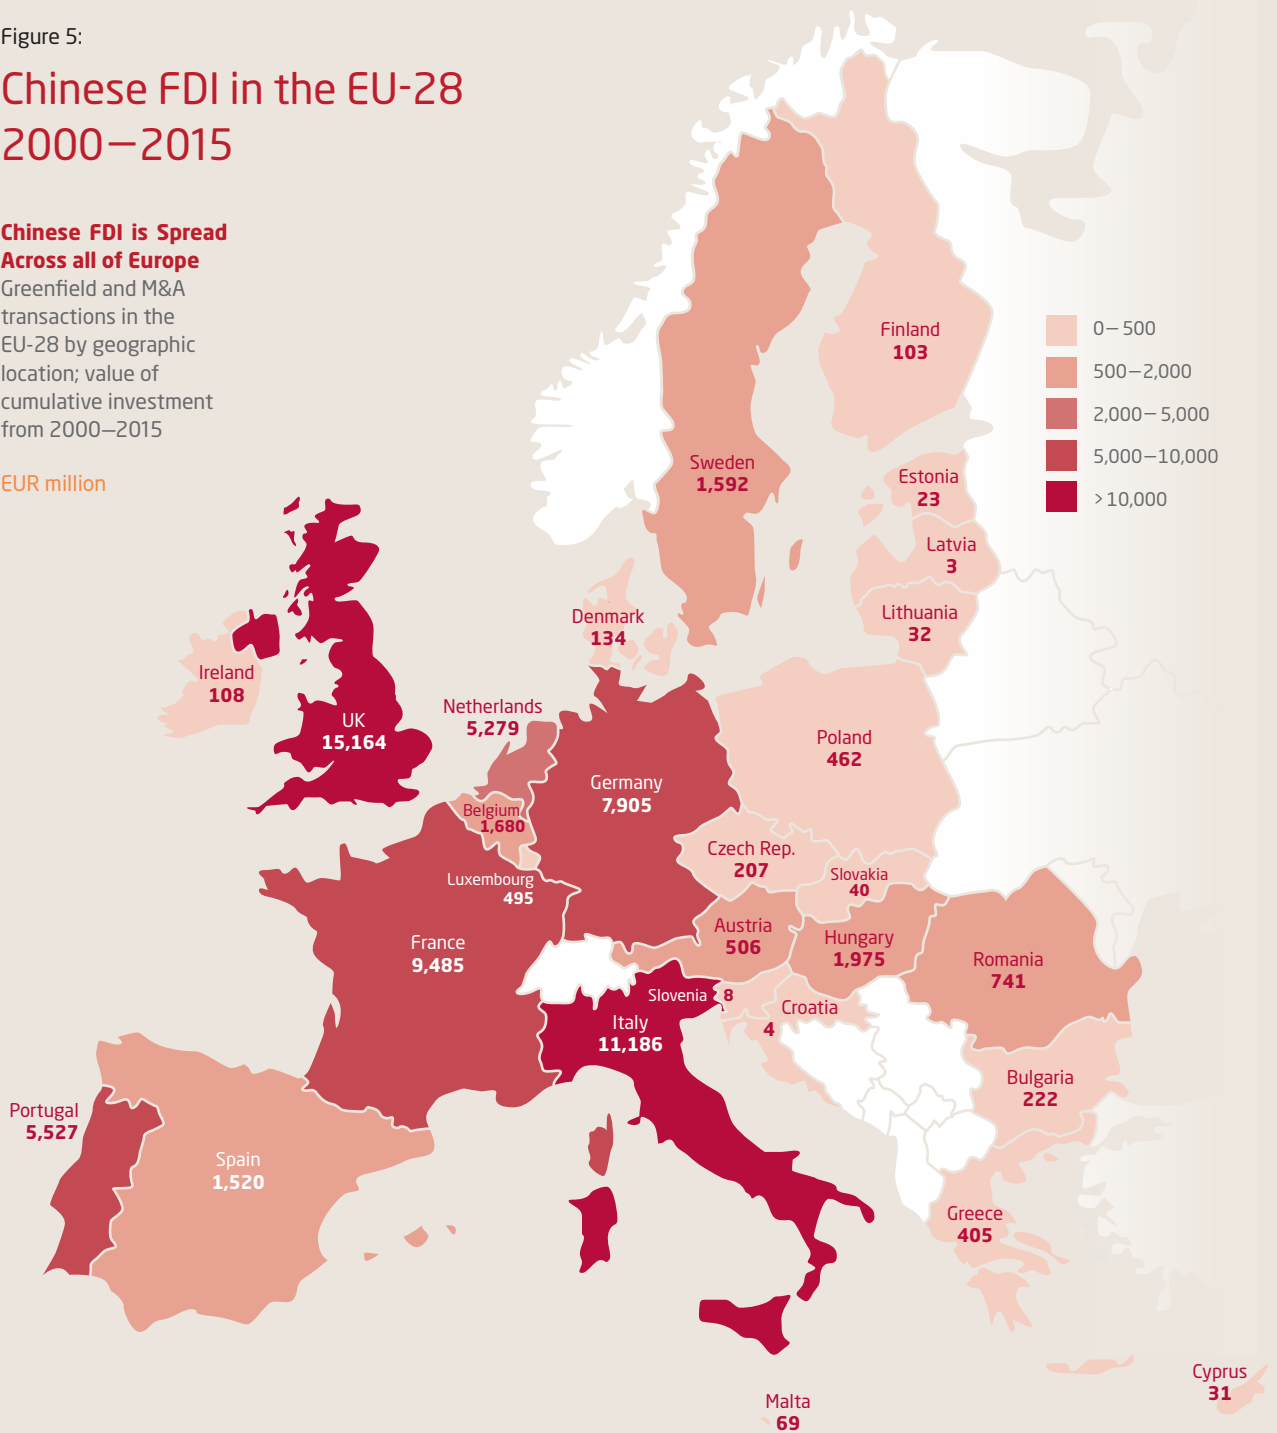 Figure 5:
Chinese FDI in the EU-28
2000—2015
Chinese FDI is Spread
Across all of Europe
Greenfield and M&A
transactions in the
EU-28 by geographic
location; value of
cumulative investment
from 2000—2015
EUR million
0—500
500—2,000
2,000—5,000
5,000—10,000
>10,000
Finland
103
Sweden
1,592
Estonia
23
Latvia
3
Lithuania
32
Denmark
134
Ireland
108
UK
15,164
Netherlands
5,279
Belgium
1,680
Germany
7,905
Poland
462
Czech Rep.
207
Slovakia
40
Luxembourg
495
France
9,485
Austria
506
Hungary
1,975
Romania
741
Slovenia 8
Croatia
4
Italy
11,186
Bulgaria
222
Portugal
5,527
Spain
1,520
Greece
405
Cyprus
31
Malta
69